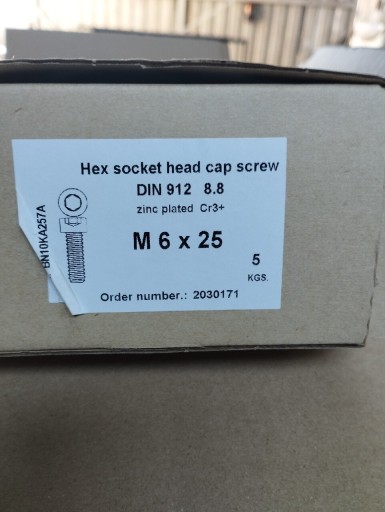 Hex socket head cap screw
DIN 912 8.8
zinc plated Cr3+
M 6 x 25
5
KGS.
Order number.: 2030171
BN10KA257A